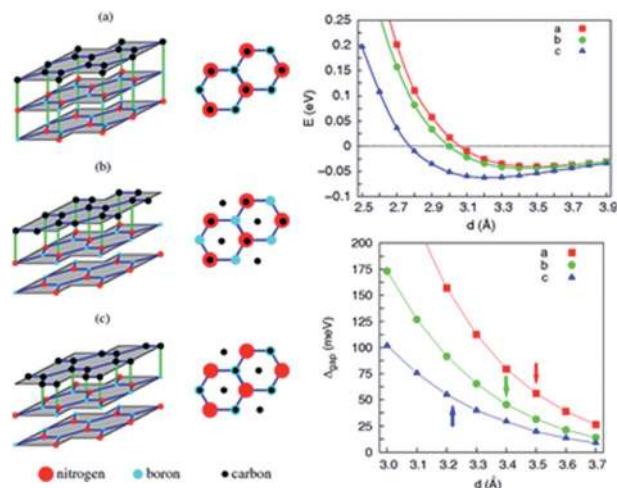 (a)
(b)
(c)
nitrogen boron carbon
E (eV)
0.25
0.2
0.15
0.1
0.05
0
−0.05
−0.1
2.5 2.7 2.9 3.1 3.3 3.5 3.7 3.9
d (Å)
a
b
c
Δgap (meV)
200
175
150
125
100
75
50
25
0
3.0 3.1 3.2 3.3 3.4 3.5 3.6 3.7
d (Å)
a
b
c